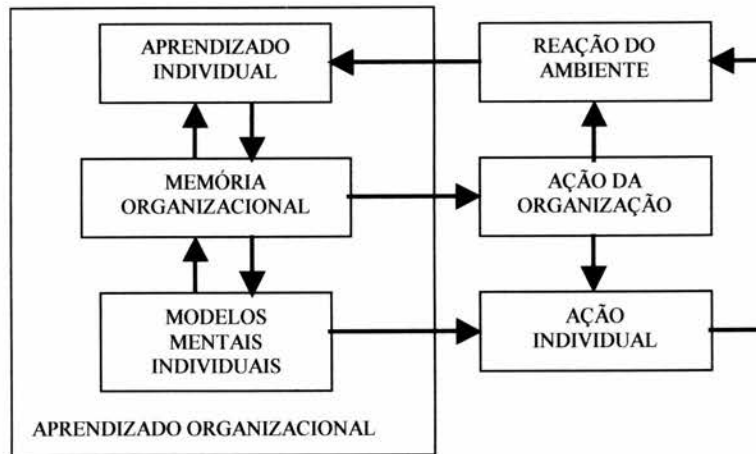 APRENDIZADO
INDIVIDUAL
REAÇÃO DO
AMBIENTE
MEMÓRIA
ORGANIZACIONAL
AÇÃO DA
ORGANIZAÇÃO
MODELOS
MENTAIS
INDIVIDUAIS
AÇÃO
INDIVIDUAL
APRENDIZADO ORGANIZACIONAL